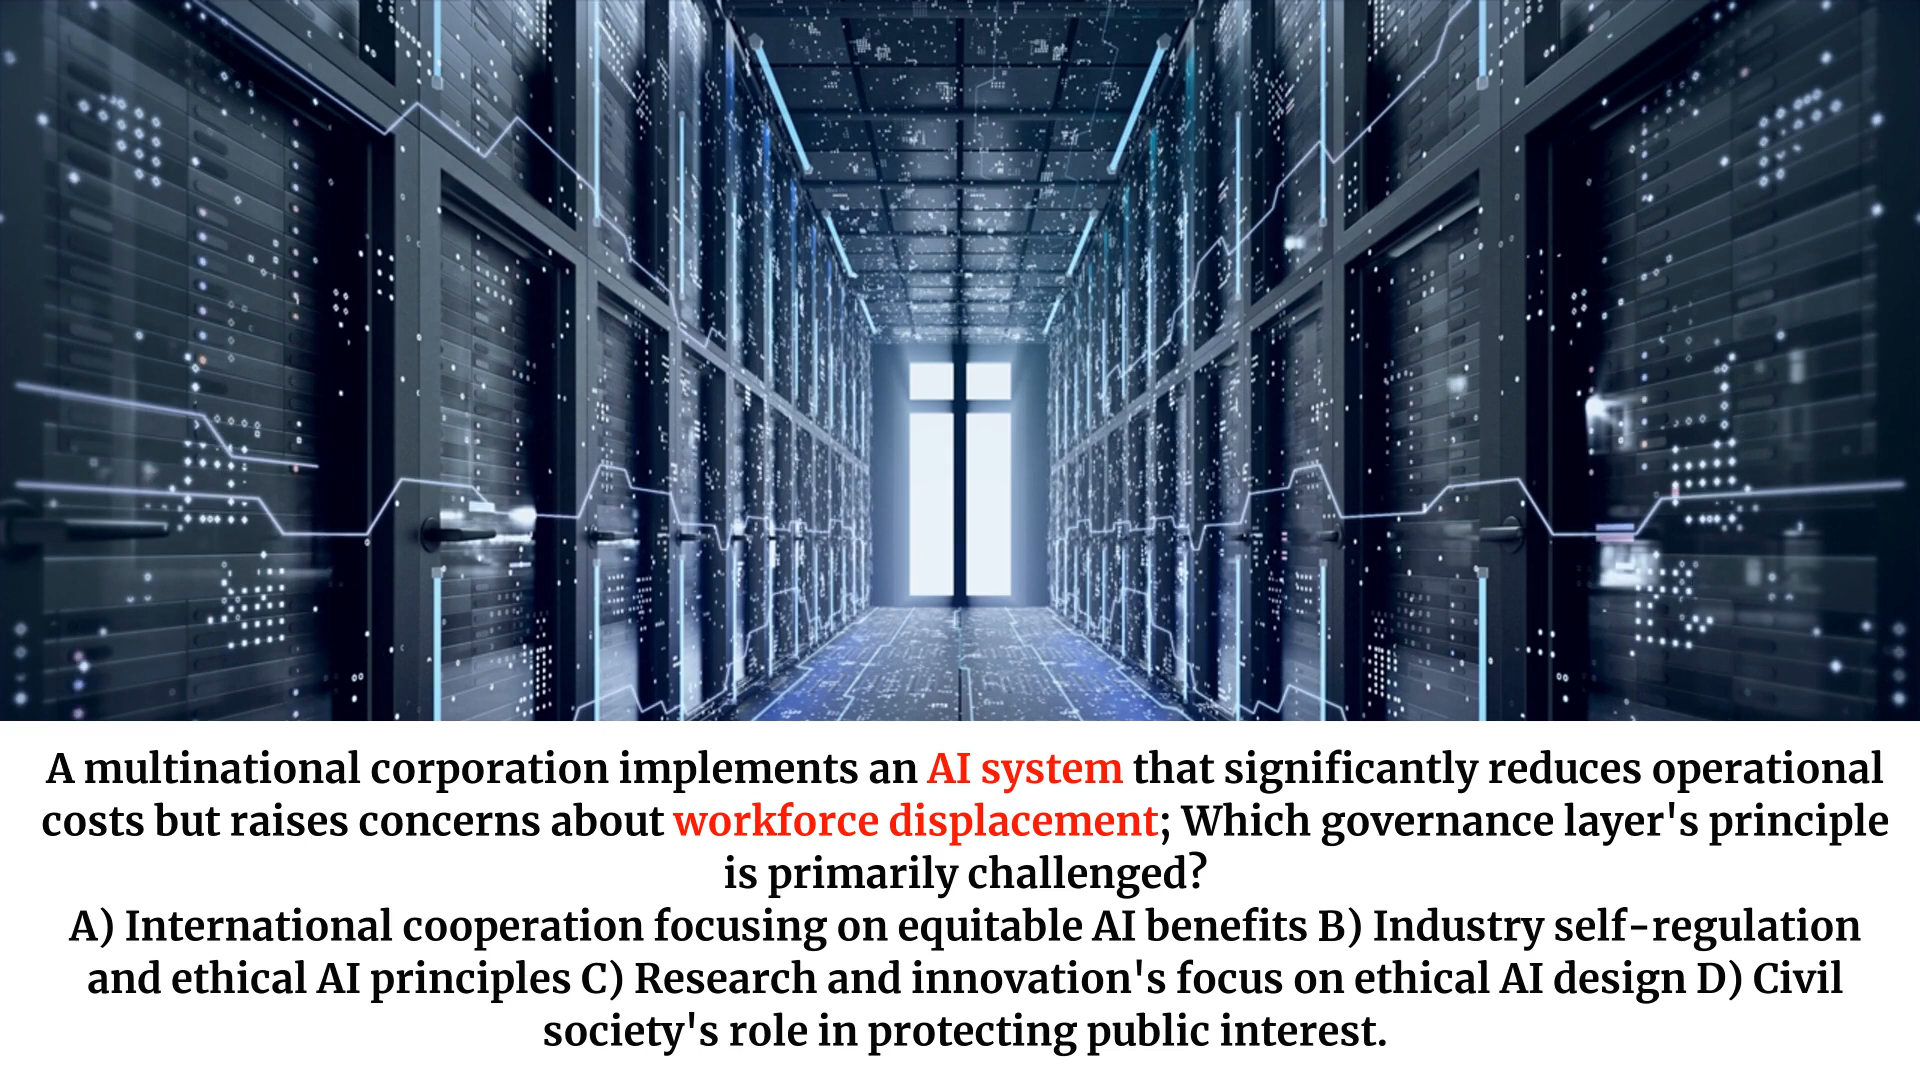 A multinational corporation implements an AI system that significantly reduces operational
costs but raises concerns about workforce displacement; Which governance layer's principle
is primarily challenged?
A) International cooperation focusing on equitable AI benefits B) Industry self-regulation
and ethical AI principles C) Research and innovation's focus on ethical AI design D) Civil
society's role in protecting public interest.